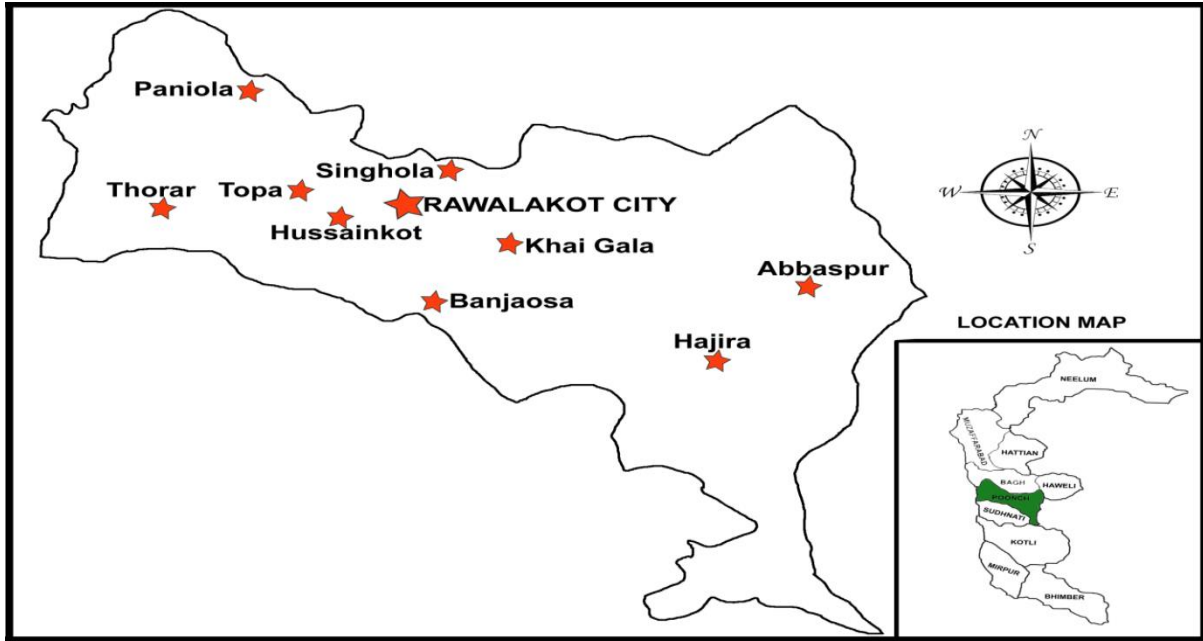 Paniola
Singhola
Thorar
Topa
RAWALAKOT CITY
Hussainkot
Khai Gala
Abbaspur
Banjaosa
Hajira
N
W
E
S
LOCATION MAP
NEELUM
MUZAFFARABAD
HATTIAN
BAGH
HAWELI
POONCH
SUDHNATI
KOTLI
MIRPUR
BHIMBER